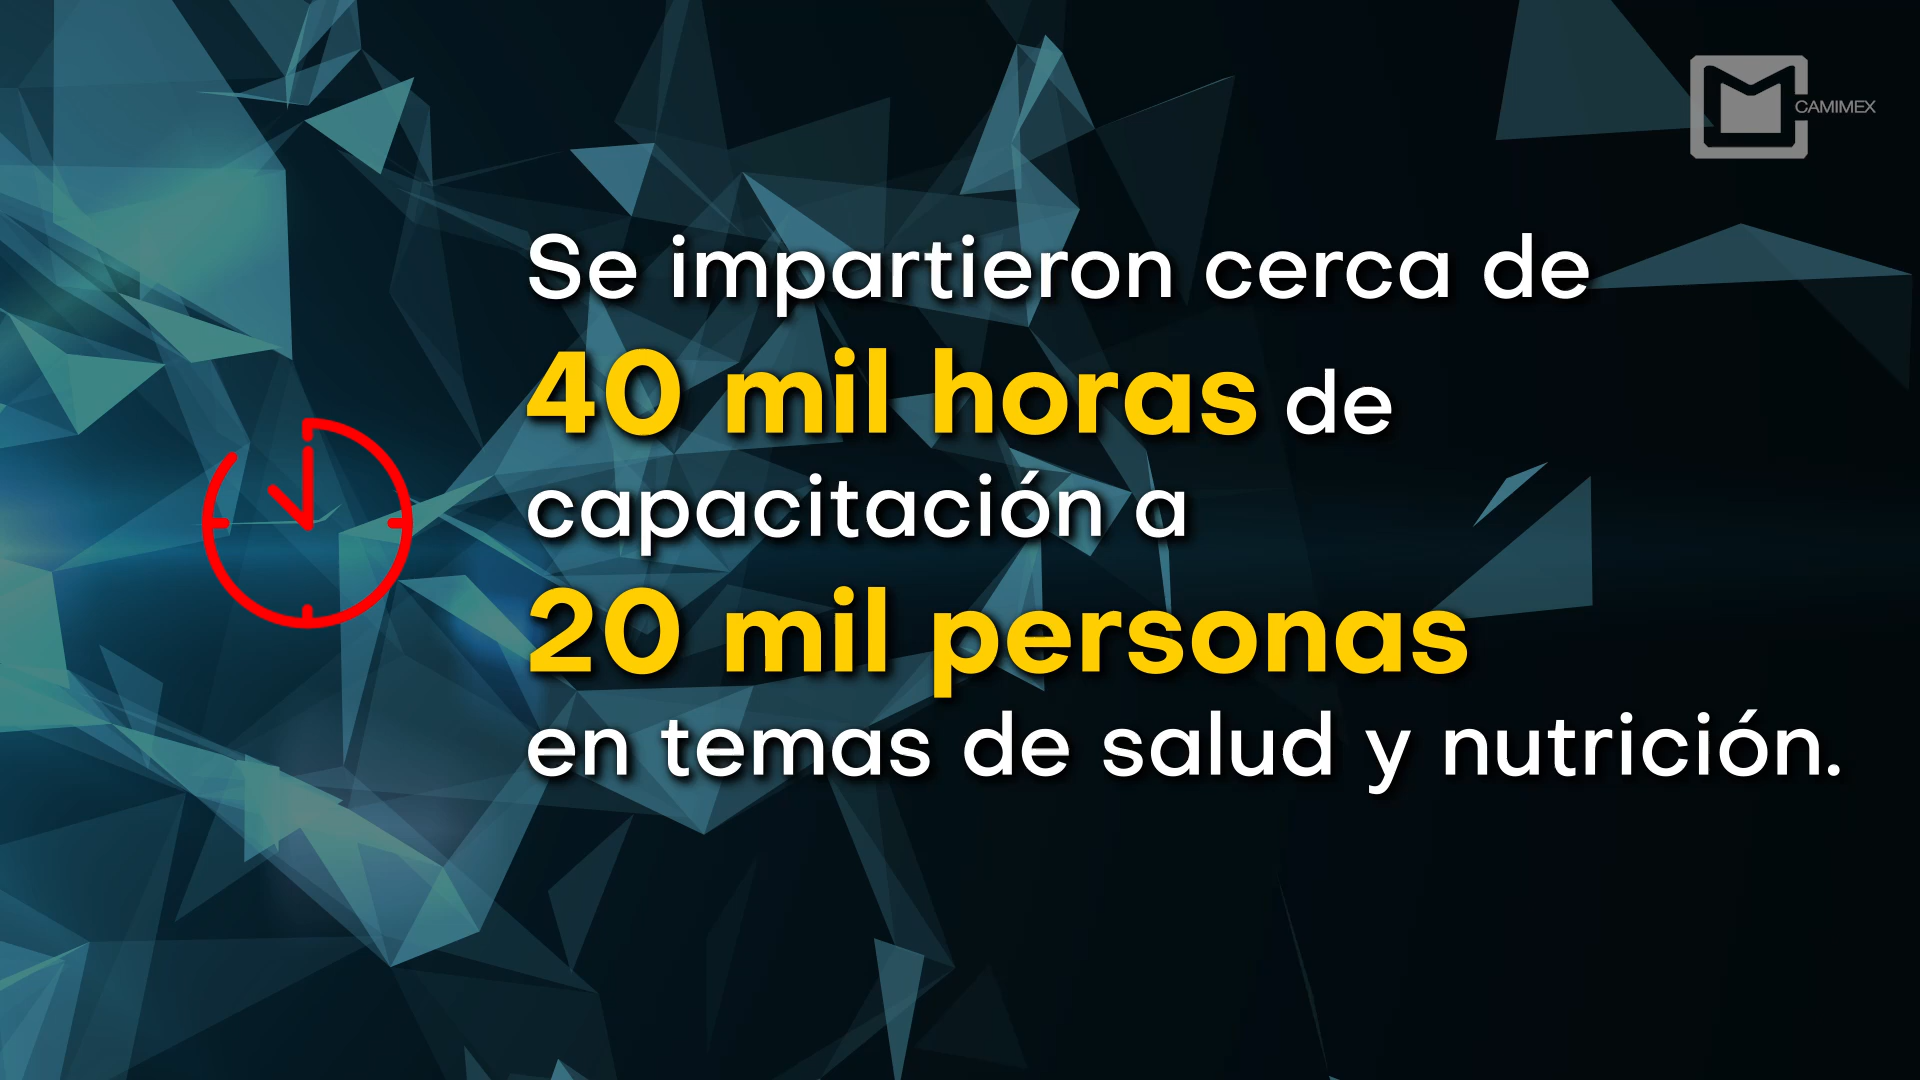 CAMIMEX
Se impartieron cerca de
40 mil horas de
capacitación a
20 mil personas
en temas de salud y nutrición.